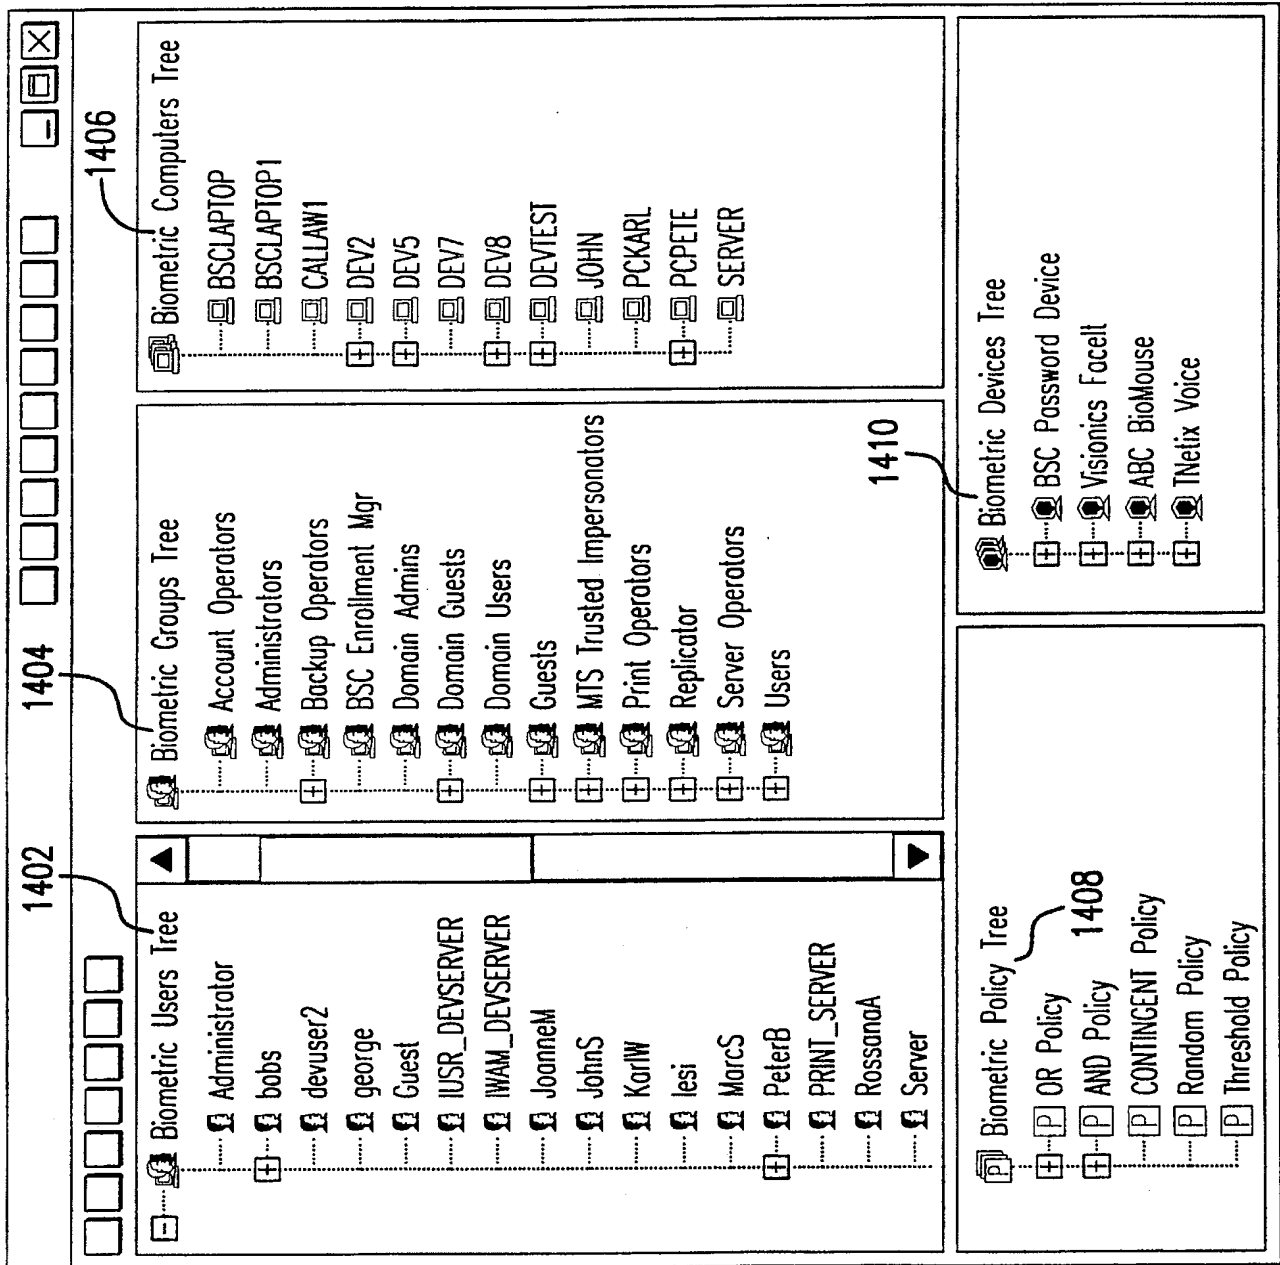 1402
1404
1406
Biometric Users Tree
Administrator
bobs
devuser2
george
Guest
IUSR_DEVSERVER
IWAM_DEVSERVER
JoanneM
JohnS
KarlW
lesi
MarcS
PeterB
PRINT_SERVER
RossanaA
Server
Biometric Groups Tree
Account Operators
Administrators
Backup Operators
BSC Enrollment Mgr
Domain Admins
Domain Guests
Domain Users
Guests
MTS Trusted Impersonators
Print Operators
Replicator
Server Operators
Users
Biometric Computers Tree
BSCLAPTOP
BSCLAPTOP1
CALLAW1
DEV2
DEV5
DEV7
DEV8
DEVTEST
JOHN
PCKARL
PCPETE
SERVER
Biometric Policy Tree
P OR Policy
P AND Policy
P CONTINGENT Policy
P Random Policy
P Threshold Policy
1408
1410
Biometric Devices Tree
BSC Password Device
Visionics FaceIt
ABC BioMouse
TNetix Voice